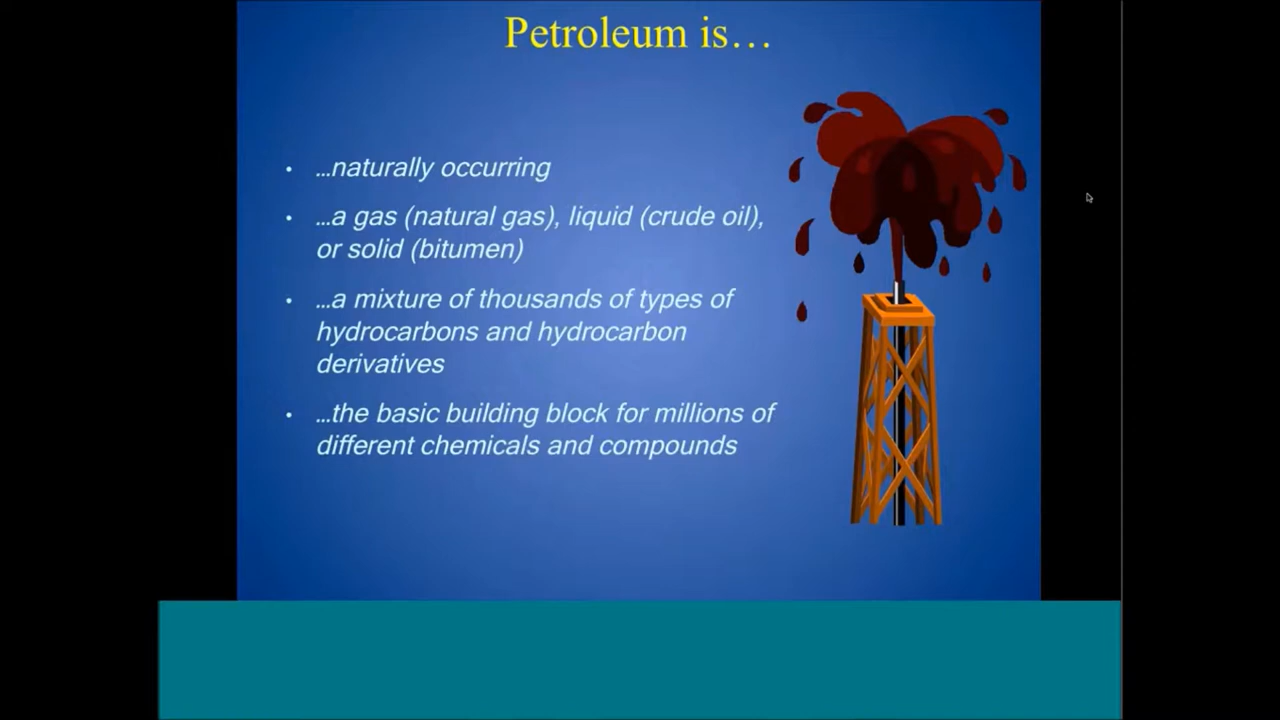 Petroleum is…
• …naturally occurring
• …a gas (natural gas), liquid (crude oil),
or solid (bitumen)
• …a mixture of thousands of types of
hydrocarbons and hydrocarbon
derivatives
• …the basic building block for millions of
different chemicals and compounds